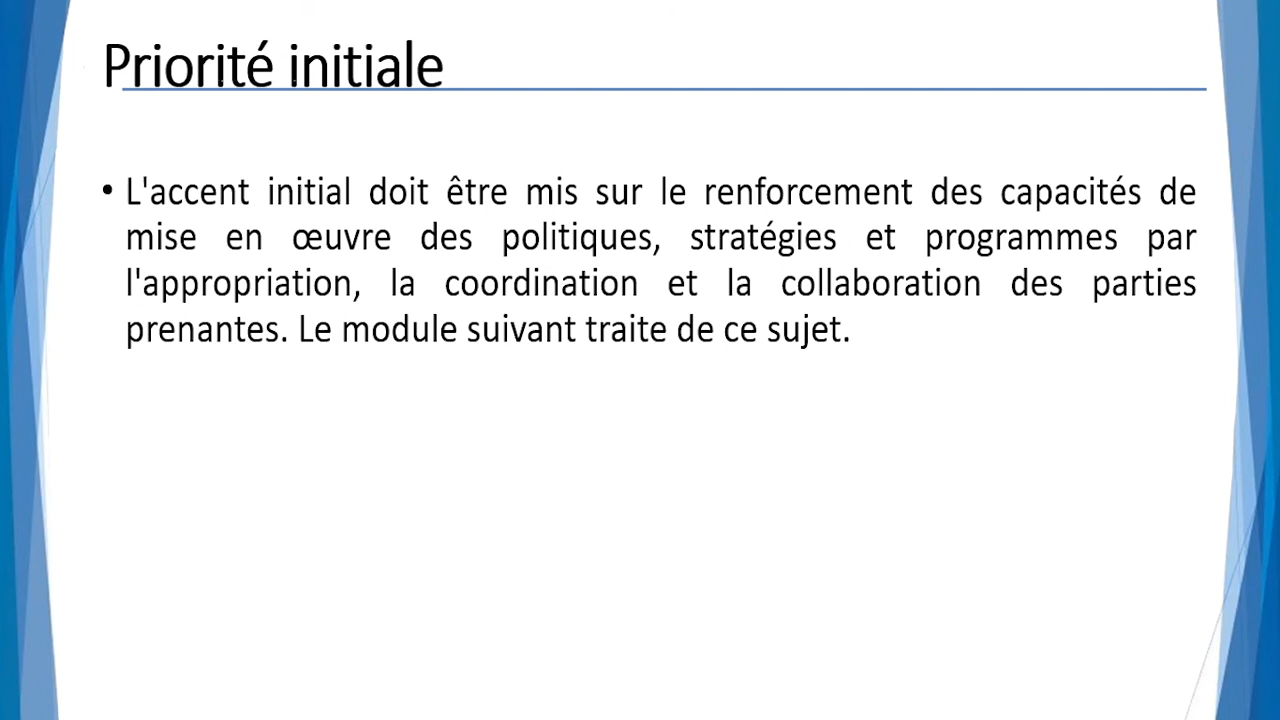 Priorité initiale
• L'accent initial doit être mis sur le renforcement des capacités de
mise en œuvre des politiques, stratégies et programmes par
l'appropriation, la coordination et la collaboration des parties
prenantes. Le module suivant traite de ce sujet.